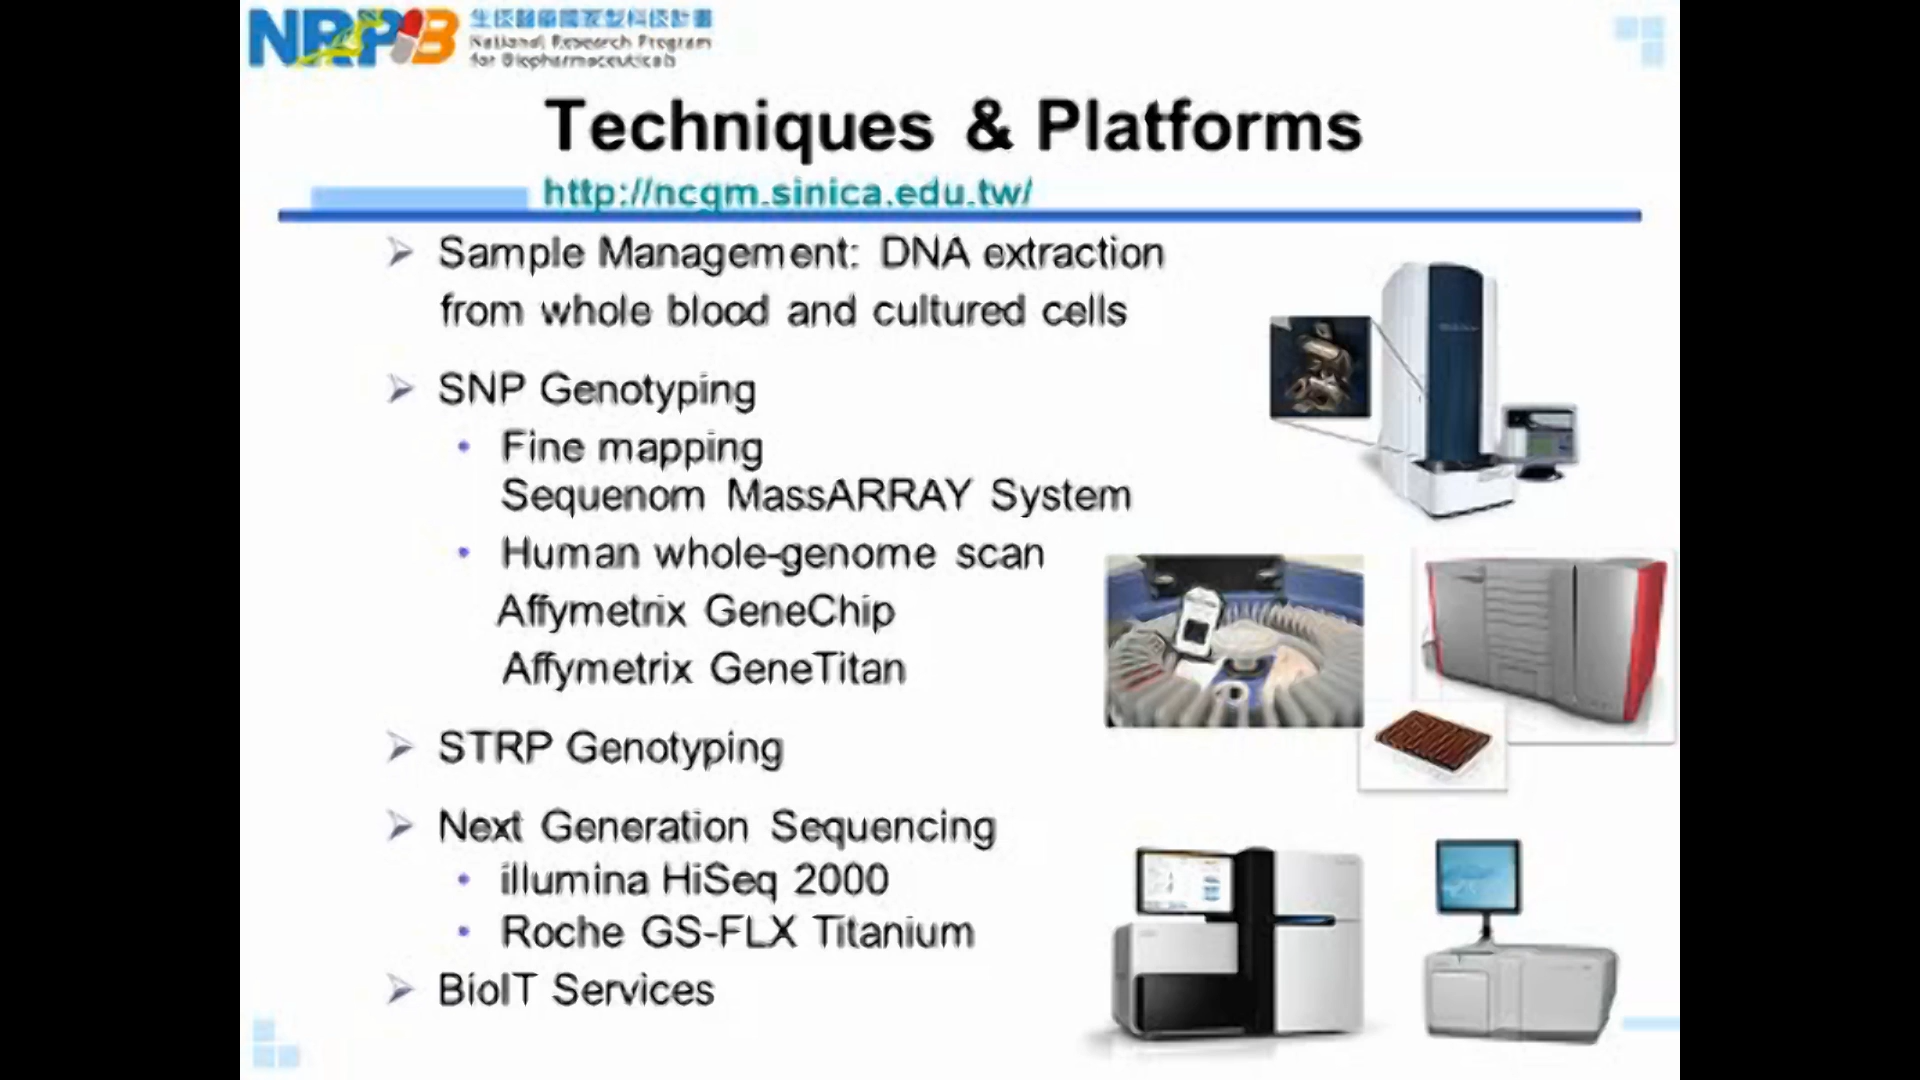 NRPB 生技醫藥國家型科技計畫
National Research Program
for Biopharmaceuticals
Techniques & Platforms
http://ncgm.sinica.edu.tw/
Sample Management: DNA extraction
from whole blood and cultured cells
SNP Genotyping
Fine mapping
Sequenom MassARRAY System
Human whole-genome scan
Affymetrix GeneChip
Affymetrix GeneTitan
STRP Genotyping
Next Generation Sequencing
illumina HiSeq 2000
Roche GS-FLX Titanium
BioIT Services